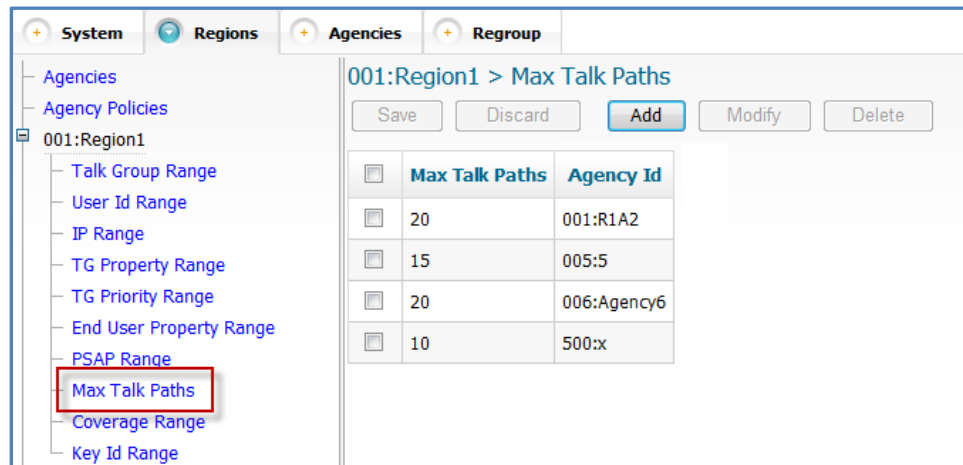 System Regions Agencies Regroup
Agencies
Agency Policies
001:Region1
Talk Group Range
User Id Range
IP Range
TG Property Range
TG Priority Range
End User Property Range
PSAP Range
Max Talk Paths
Coverage Range
Key Id Range
001:Region1 > Max Talk Paths
Save Discard Add Modify Delete
Max Talk Paths Agency Id
20 001:R1A2
15 005:5
20 006:Agency6
10 500:x